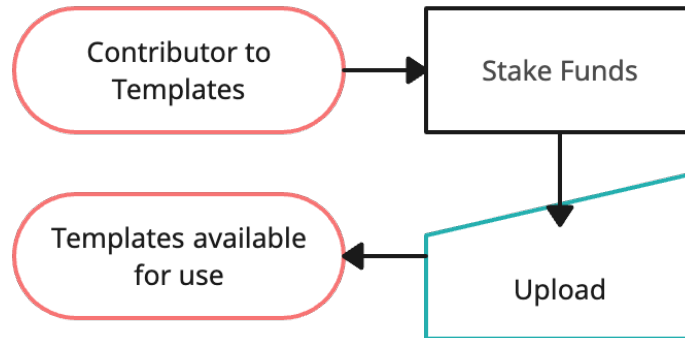 Contributor to
Templates
Stake Funds
Templates available
for use
Upload